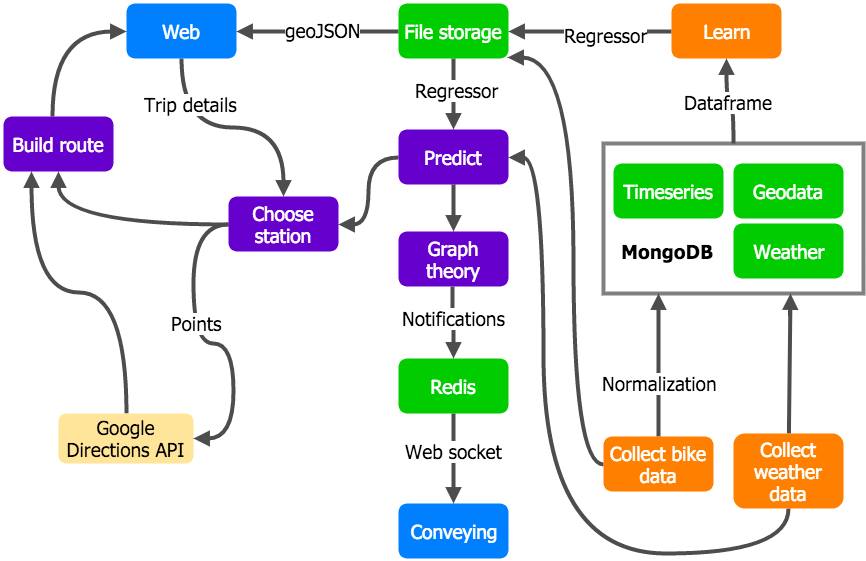 Web
geoJSON
File storage
Regressor
Learn
Trip details
Regressor
Dataframe
Build route
Predict
Timeseries
Geodata
Choose
station
Graph
theory
MongoDB
Weather
Points
Notifications
Redis
Normalization
Google
Directions API
Web socket
Collect bike
data
Collect
weather
data
Conveying